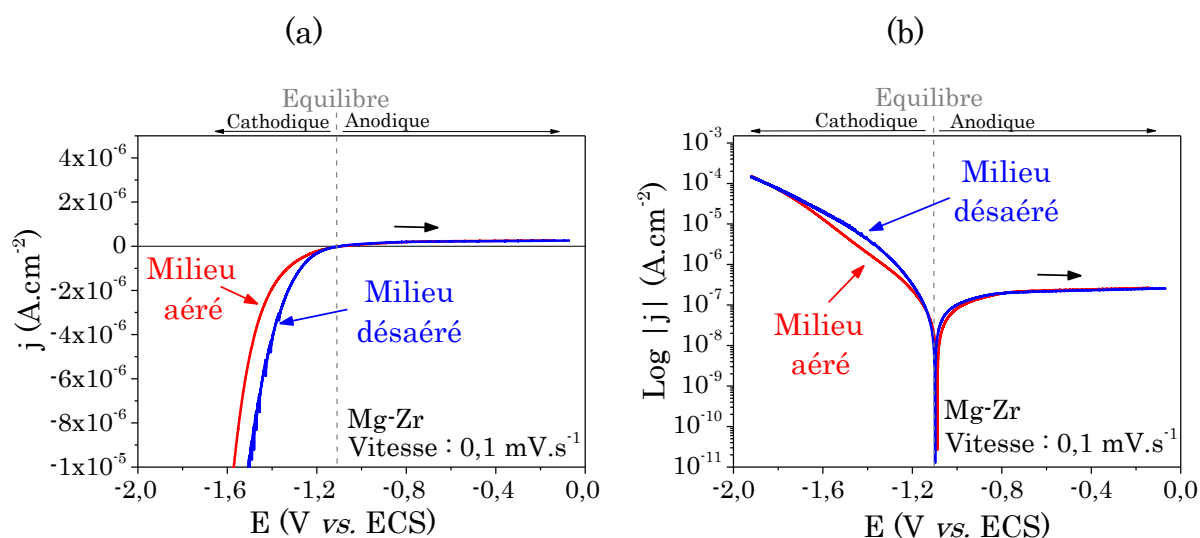 (a)
Equilibre
Cathodique
Anodique
4x10⁻⁶
2x10⁻⁶
0
-2x10⁻⁶
-4x10⁻⁶
-6x10⁻⁶
-8x10⁻⁶
-1x10⁻⁵
j (A.cm⁻²)
Milieu
aéré
Milieu
désaéré
Mg-Zr
Vitesse : 0,1 mV.s⁻¹
-2,0 -1,6 -1,2 -0,8 -0,4 0,0
E (V vs. ECS)
(b)
Equilibre
Cathodique
Anodique
10⁻³
10⁻⁴
10⁻⁵
10⁻⁶
10⁻⁷
10⁻⁸
10⁻⁹
10⁻¹⁰
10⁻¹¹
Log |j| (A.cm⁻²)
Milieu
désaéré
Milieu
aéré
Mg-Zr
Vitesse : 0,1 mV.s⁻¹
-2,0 -1,6 -1,2 -0,8 -0,4 0,0
E (V vs. ECS)